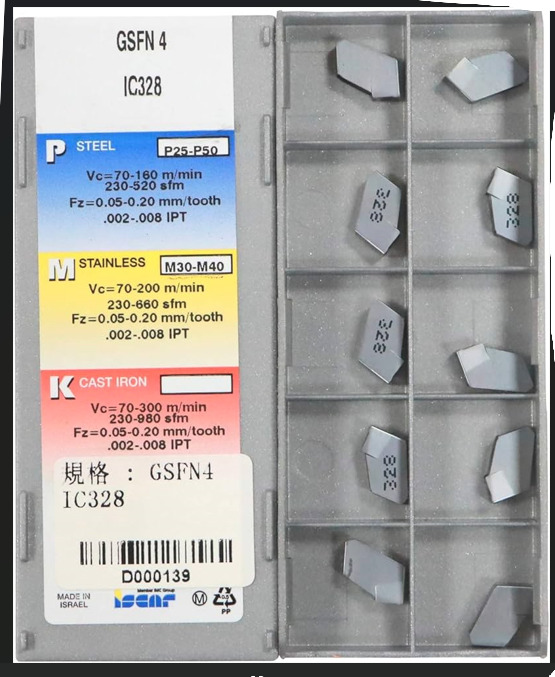 GSFN 4
IC328
P STEEL P25-P50
Vc=70-160 m/min
230-520 sfm
Fz=0.05-0.20 mm/tooth
.002-.008 IPT
M STAINLESS M30-M40
Vc=70-200 m/min
230-660 sfm
Fz=0.05-0.20 mm/tooth
.002-.008 IPT
K CAST IRON
Vc=70-300 m/min
230-980 sfm
Fz=0.05-0.20 mm/tooth
.002-.008 IPT
規格 : GSFN4
IC328
D000139
MADE IN
ISRAEL
Member IMC Group
iscar
M
PP
328
328
328
328